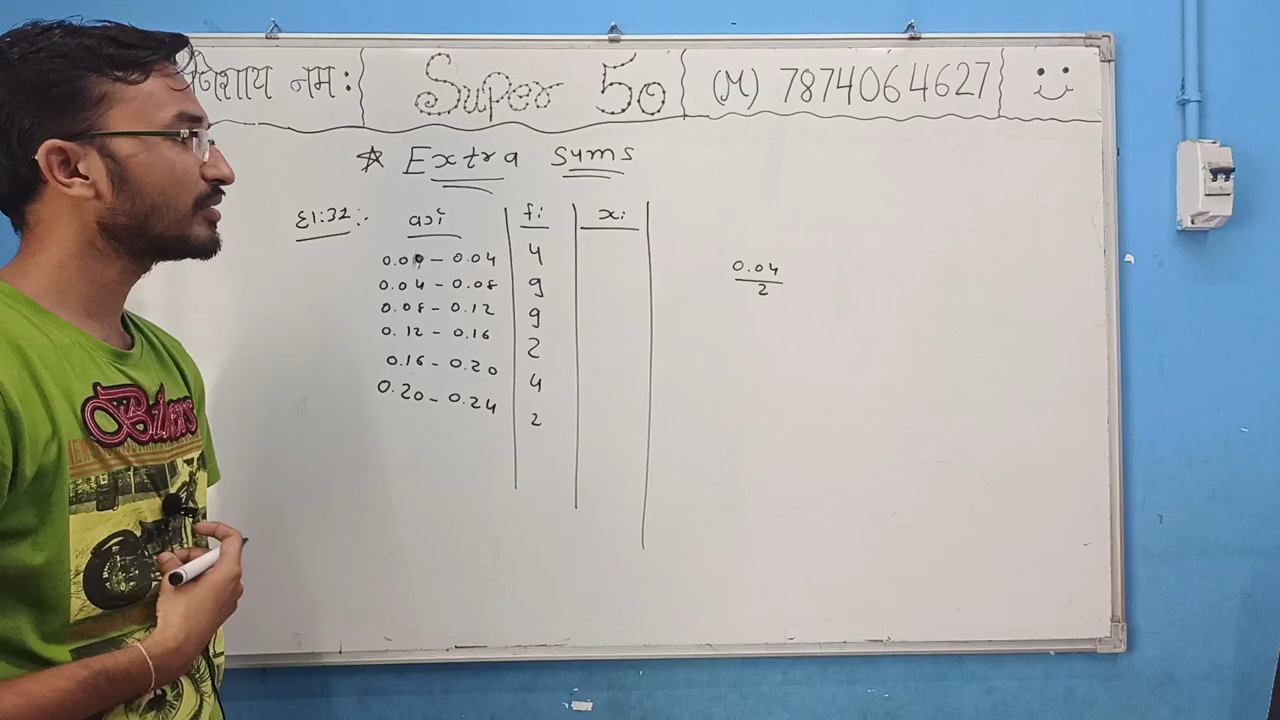 नमः
Super 50
(M) 7874064627
☆ Extra Sums
દા:32:-
વર્ગ
fi
xi
0.00 - 0.04 4
0.04 - 0.08 9
0.08 - 0.12 9
0.12 - 0.16 2
0.16 - 0.20 4
0.20 - 0.24 2
0.04
2
Bikers